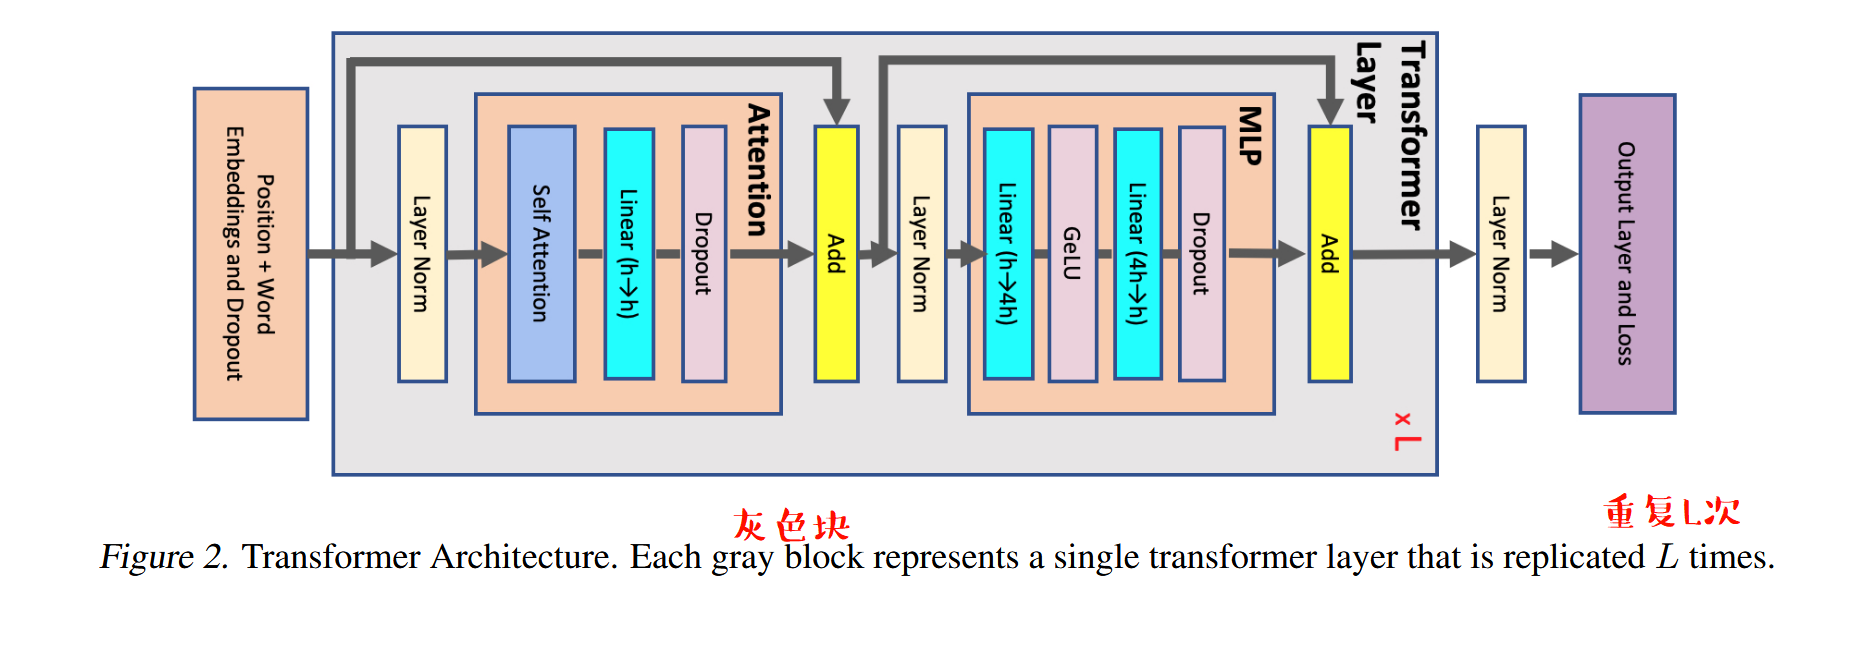 Position + Word
Embeddings and Dropout
Layer Norm
Self Attention
Linear (h→h)
Dropout
Attention
Add
Layer Norm
Linear (h→4h)
GeLU
Linear (4h→h)
Dropout
MLP
Add
Transformer
Layer
x L
Layer Norm
Output Layer and Loss
灰色块
重复L次
Figure 2. Transformer Architecture. Each gray block represents a single transformer layer that is replicated L times.